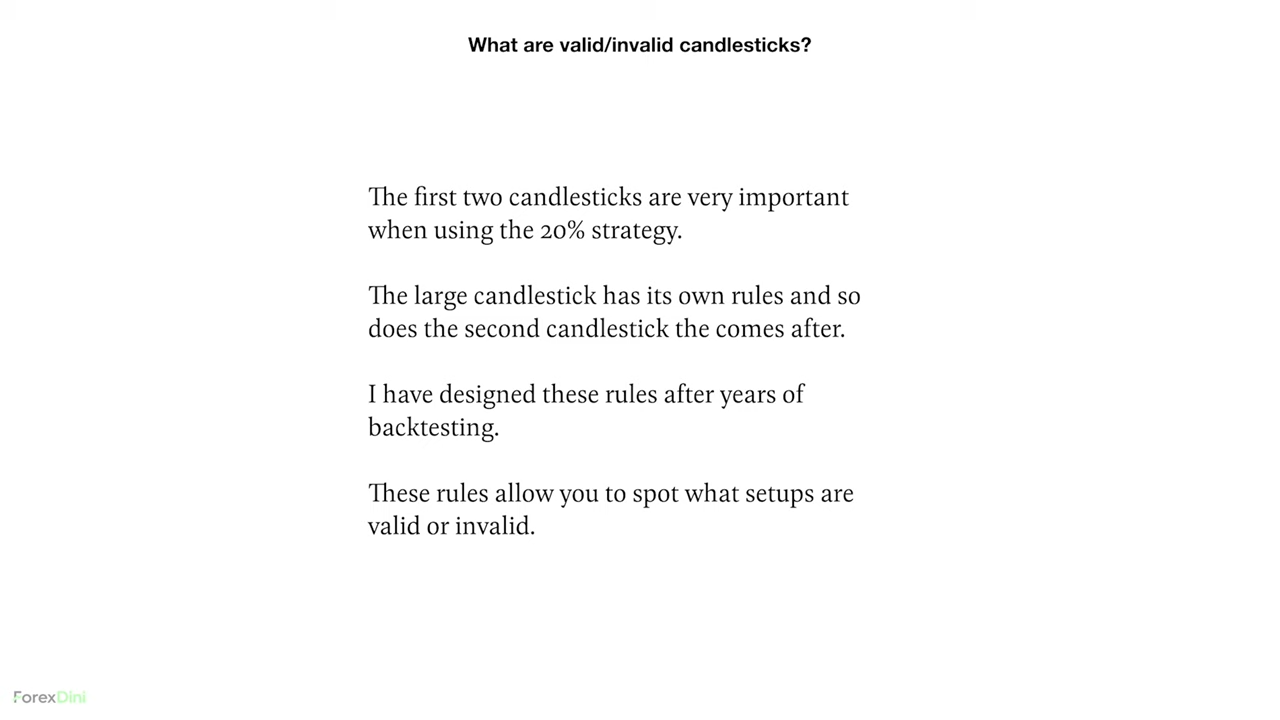 What are valid/invalid candlesticks?
The first two candlesticks are very important
when using the 20% strategy.
The large candlestick has its own rules and so
does the second candlestick the comes after.
I have designed these rules after years of
backtesting.
These rules allow you to spot what setups are
valid or invalid.
ForexDini